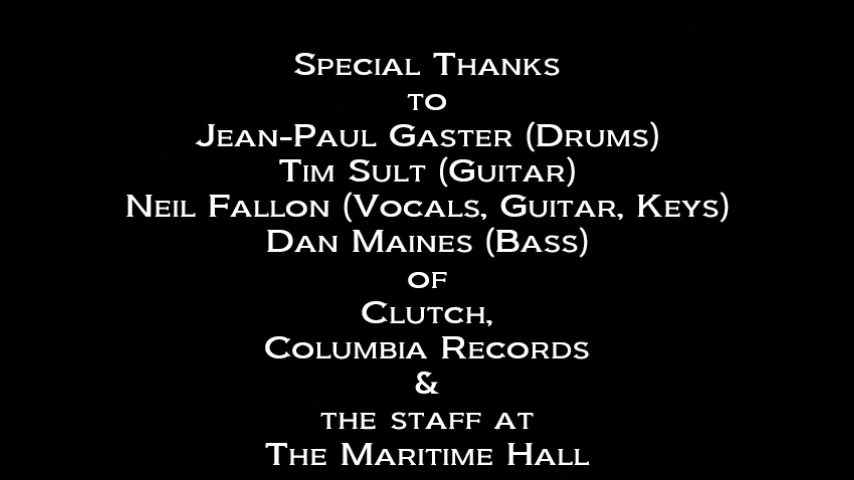 Special Thanks
to
Jean-Paul Gaster (Drums)
Tim Sult (Guitar)
Neil Fallon (Vocals, Guitar, Keys)
Dan Maines (Bass)
of
Clutch,
Columbia Records
&
the staff at
The Maritime Hall